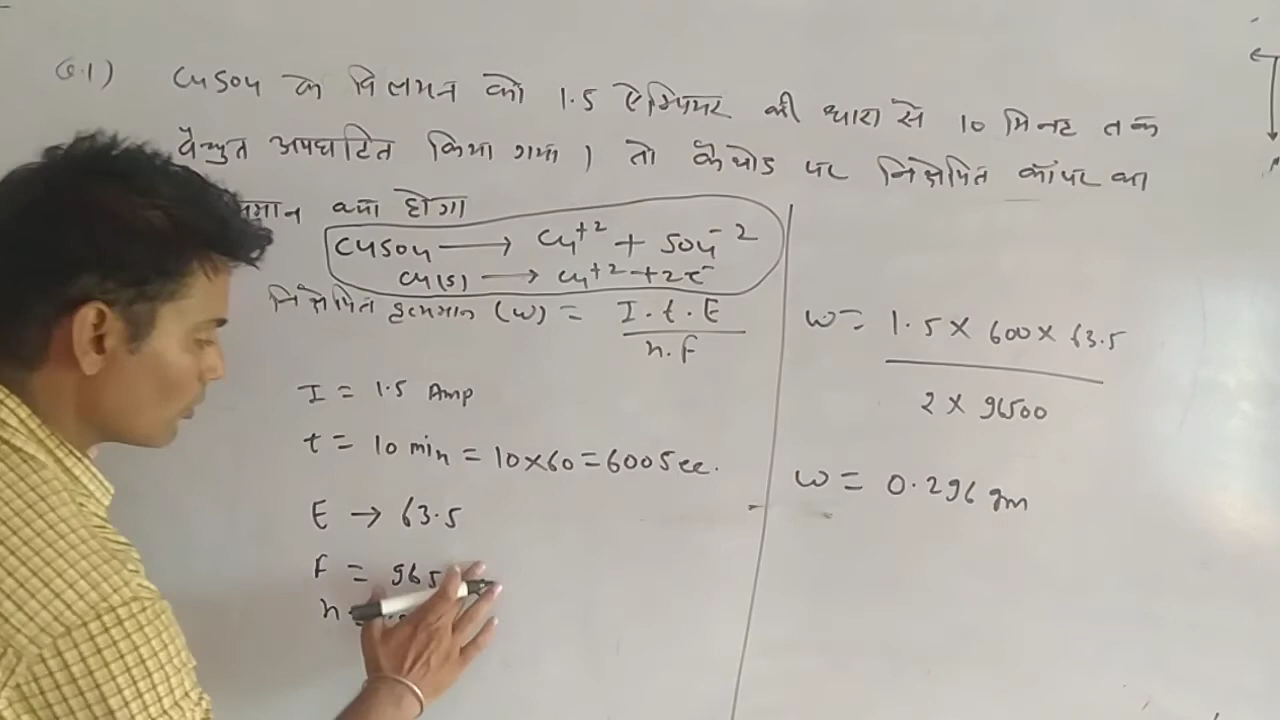 Q.1) CuSO4 के विलयन को 1.5 ऐम्पियर की धारा से 10 मिनट तक
वैद्युत अपघटित किया गया। तो कैथोड पर निक्षेपित कॉपर का
मान क्या होगा
CuSO4 → Cu+2 + SO4-2
Cu(s) → Cu+2 + 2e-
निक्षेपित द्रव्यमान (w) = I.t.E / n.F
I = 1.5 Amp
t = 10 min = 10×60 = 600 Sec.
E → 63.5
F = 965
n =
w = 1.5 × 600 × 63.5
2 × 96500
w = 0.296 gm